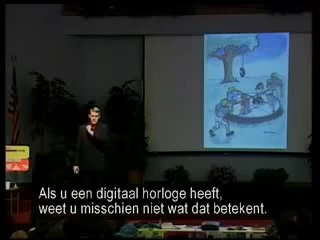 Als u een digitaal horloge heeft,
weet u misschien niet wat dat betekent.